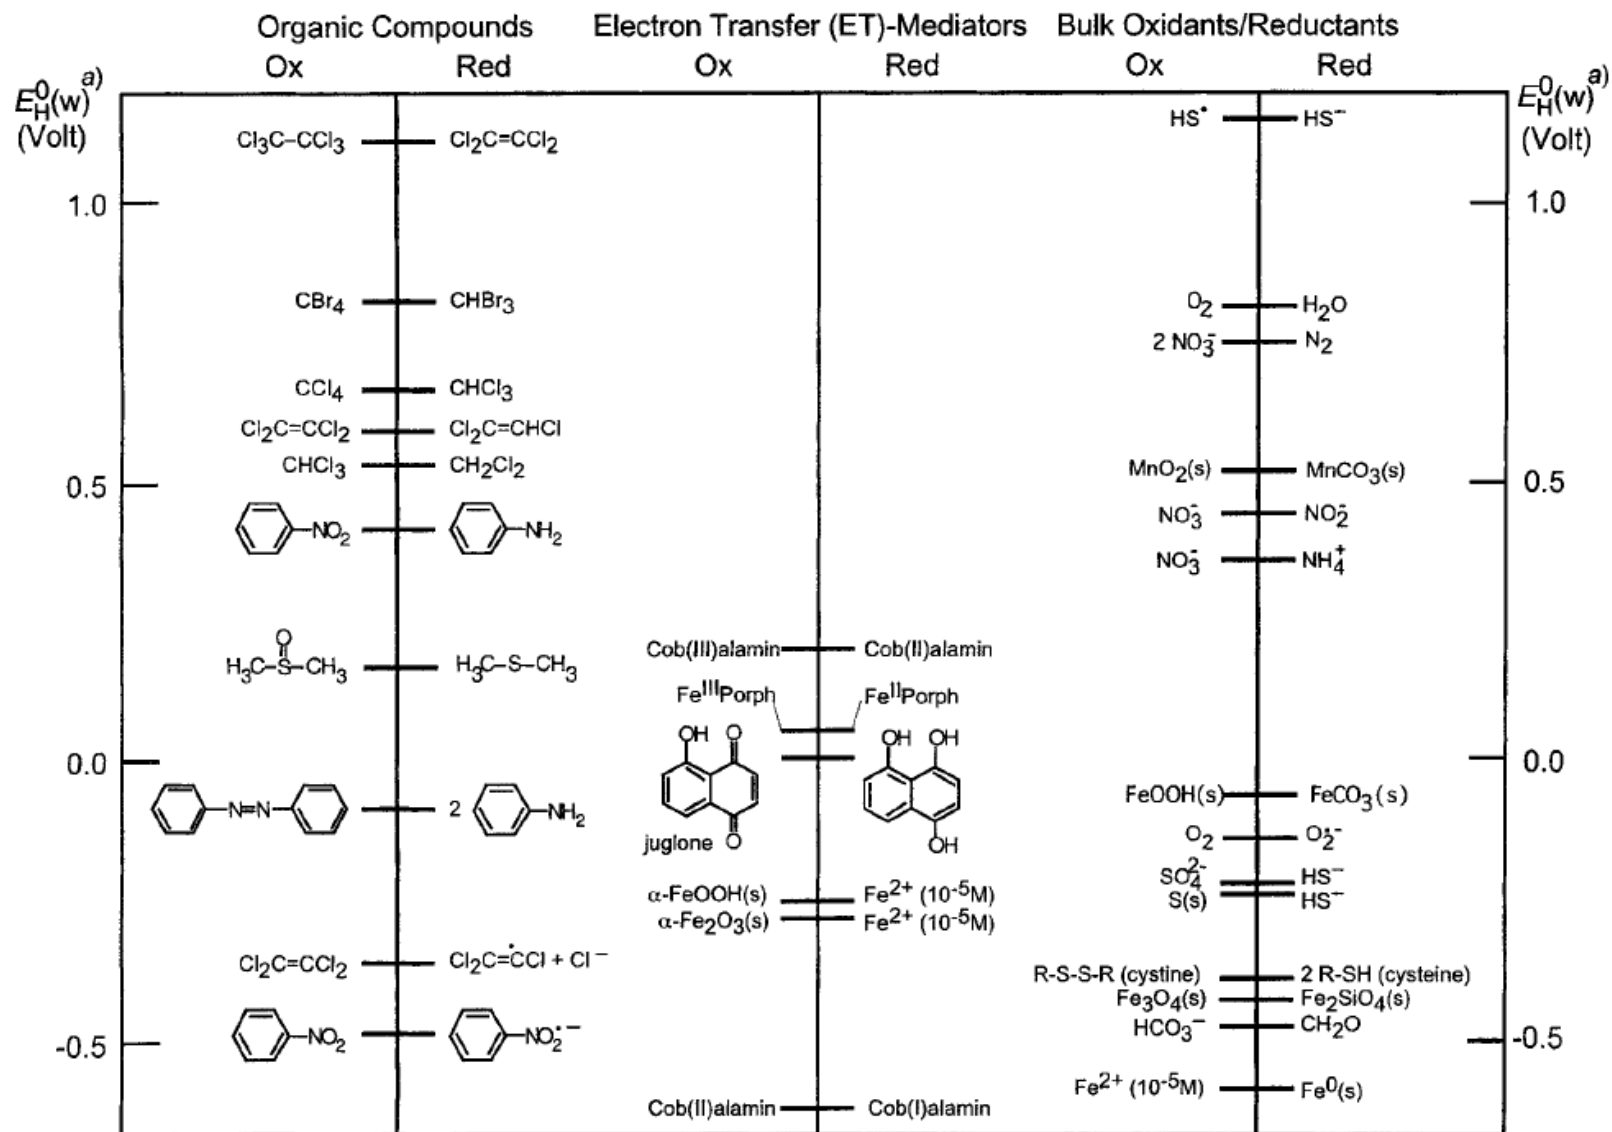 Organic Compounds Electron Transfer (ET)-Mediators Bulk Oxidants/Reductants
Ox Red Ox Red Ox Red
E⁰H(w)a) E⁰H(w)a)
(Volt) (Volt)
HS• HS⁻
Cl3C–CCl3 Cl2C=CCl2
1.0 1.0
CBr4 CHBr3 O2 H2O
2 NO3⁻ N2
CCl4 CHCl3
Cl2C=CCl2 Cl2C=CHCl
CHCl3 CH2Cl2 MnO2(s) MnCO3(s)
0.5 0.5
NO3⁻ NO2⁻
NO2 NH2
NO3⁻ NH4⁺
O
Cob(III)alamin Cob(II)alamin
H3C–S–CH3 H3C–S–CH3
FeIIIPorph FeIIPorph
OH O OH OH
0.0 0.0
FeOOH(s) FeCO3(s)
N=N 2 NH2
O2 O2•⁻
juglone O OH
SO4²⁻ HS⁻
S(s) HS⁻
α-FeOOH(s) Fe²⁺ (10⁻⁵M)
α-Fe2O3(s) Fe²⁺ (10⁻⁵M)
Cl2C=CCl2 Cl2C=ĊCl + Cl⁻
R-S-S-R (cystine) 2 R-SH (cysteine)
Fe3O4(s) Fe2SiO4(s)
HCO3⁻ CH2O
NO2 NO2•⁻
-0.5 -0.5
Fe²⁺ (10⁻⁵M) Fe⁰(s)
Cob(II)alamin Cob(I)alamin